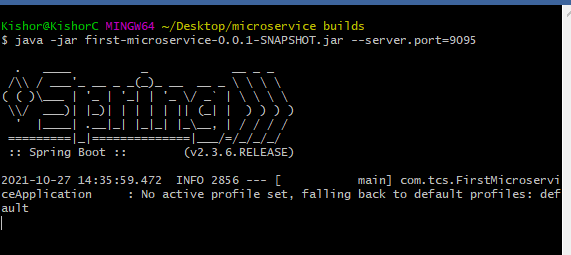 Kishor@KishorC MINGW64 ~/Desktop/microservice builds
$ java -jar first-microservice-0.0.1-SNAPSHOT.jar --server.port=9095
  .   ____          _            __ _ _
 /\\ / ___'_ __ _ _(_)_ __  __ _ \ \ \ \
( ( )\___ | '_ | '_| | '_ \/ _` | \ \ \ \
 \\/  ___)| |_)| | | | | || (_| |  ) ) ) )
  '  |____| .__|_| |_|_| |_\__, | / / / /
 =========|_|==============|___/=/_/_/_/
 :: Spring Boot ::        (v2.3.6.RELEASE)
2021-10-27 14:35:59.472  INFO 2856 --- [           main] com.tcs.FirstMicroservi
ceApplication     : No active profile set, falling back to default profiles: def
ault